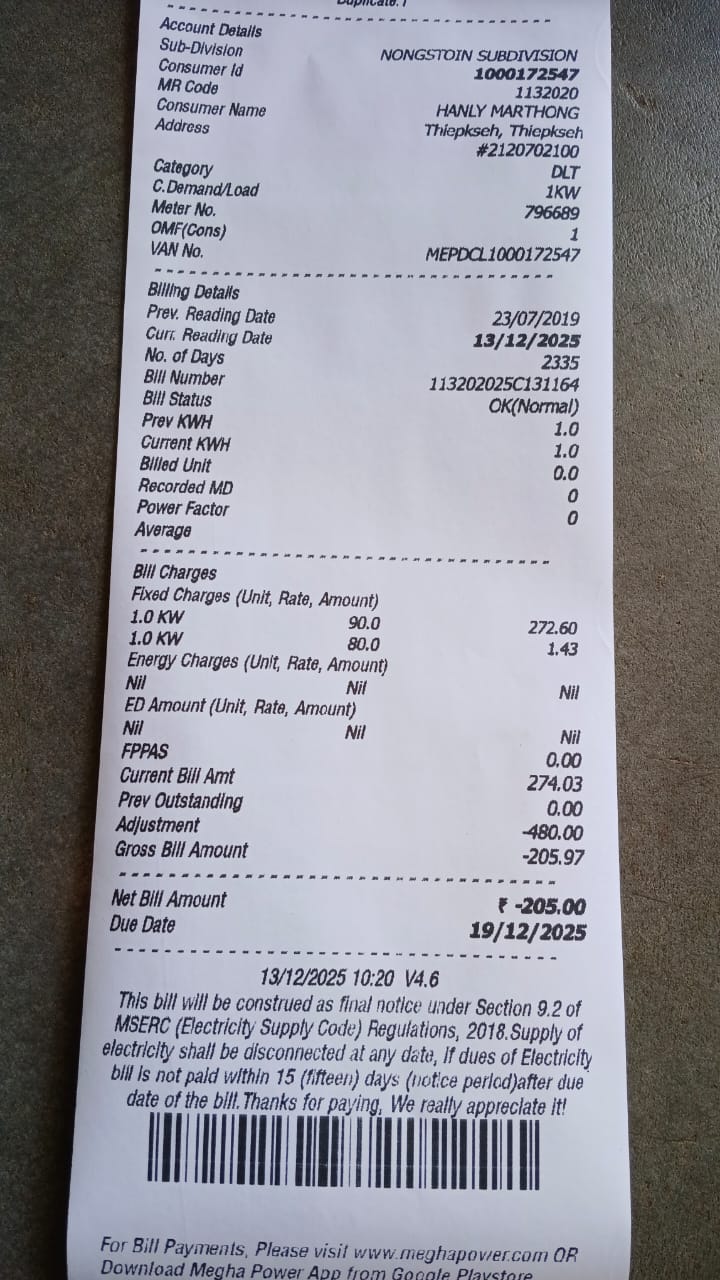 Duplicate: 1
Account Details
Sub-Division NONGSTOIN SUBDIVISION
Consumer Id 1000172547
MR Code 1132020
Consumer Name HANLY MARTHONG
Address Thiepkseh, Thiepkseh
#2120702100
Category DLT
C.Demand/Load 1KW
Meter No. 796689
OMF(Cons) 1
VAN No. MEPDCL1000172547
Billing Details
Prev. Reading Date 23/07/2019
Curr. Reading Date 13/12/2025
No. of Days 2335
Bill Number 113202025C131164
Bill Status OK(Normal)
Prev KWH 1.0
Current KWH 1.0
Billed Unit 0.0
Recorded MD 0
Power Factor 0
Average
Bill Charges
Fixed Charges (Unit, Rate, Amount)
1.0 KW 90.0 272.60
1.0 KW 80.0 1.43
Energy Charges (Unit, Rate, Amount)
Nil Nil Nil
ED Amount (Unit, Rate, Amount)
Nil Nil Nil
FPPAS 0.00
Current Bill Amt 274.03
Prev Outstanding 0.00
Adjustment -480.00
Gross Bill Amount -205.97
Net Bill Amount ₹ -205.00
Due Date 19/12/2025
13/12/2025 10:20 V4.6
This bill will be construed as final notice under Section 9.2 of
MSERC (Electricity Supply Code) Regulations, 2018.Supply of
electricity shall be disconnected at any date, if dues of Electricity
bill is not paid within 15 (fifteen) days (notice period)after due
date of the bill. Thanks for paying, We really appreciate it!
For Bill Payments, Please visit www.meghapower.com OR
Download Megha Power App from Google Playstore